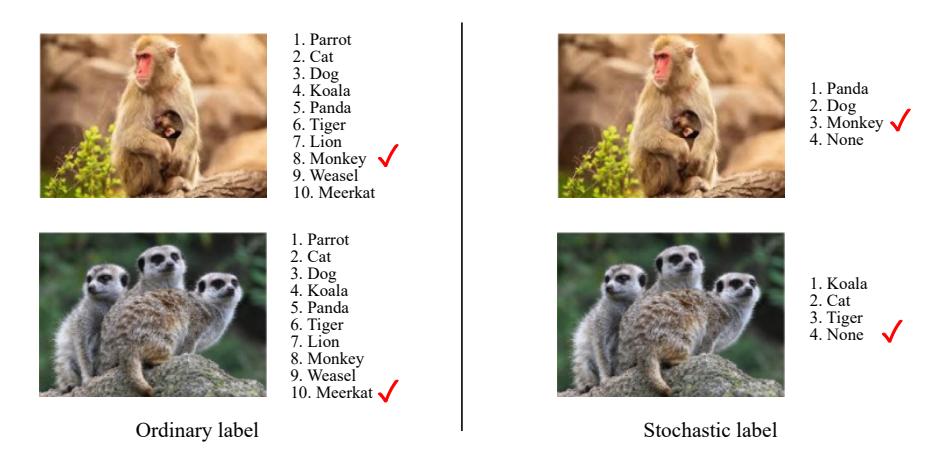 1. Parrot
2. Cat
3. Dog
4. Koala
5. Panda
6. Tiger
7. Lion
8. Monkey
9. Weasel
10. Meerkat
1. Parrot
2. Cat
3. Dog
4. Koala
5. Panda
6. Tiger
7. Lion
8. Monkey
9. Weasel
10. Meerkat
Ordinary label
1. Panda
2. Dog
3. Monkey
4. None
1. Koala
2. Cat
3. Tiger
4. None
Stochastic label